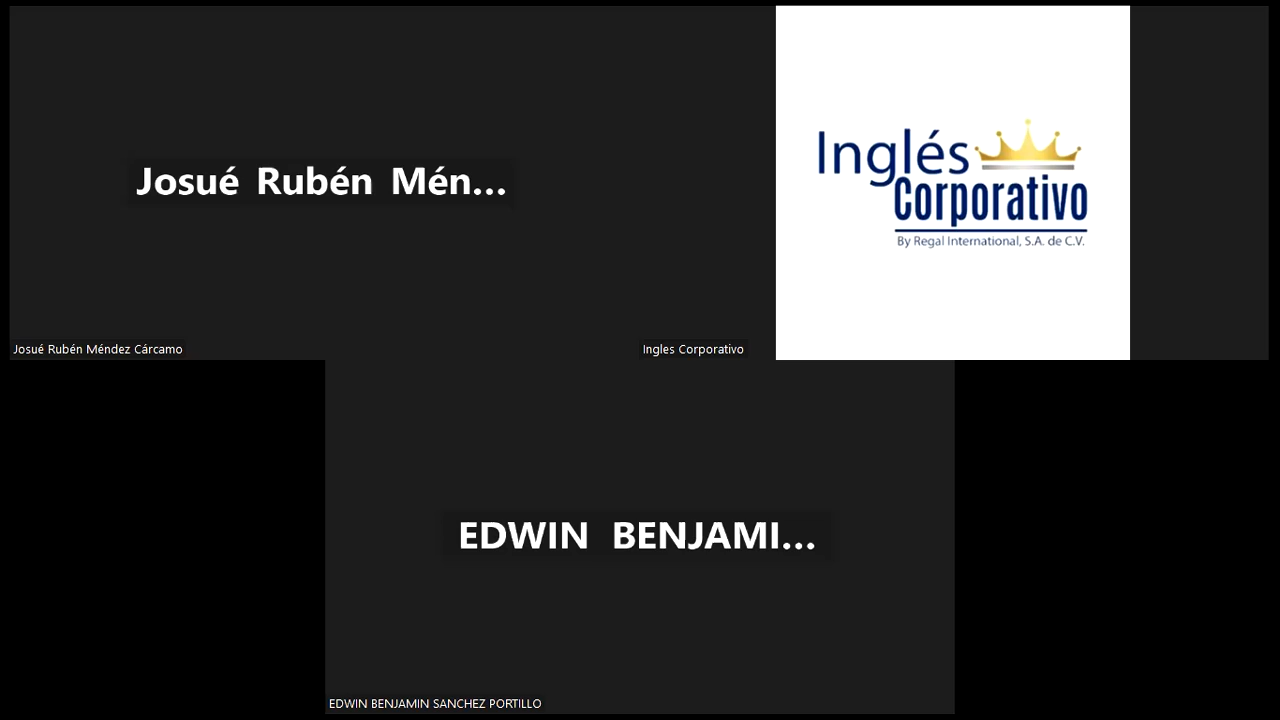 Josué Rubén Mén...
Josué Rubén Méndez Cárcamo
Inglés
Corporativo
By Regal International, S.A. de C.V.
Ingles Corporativo
EDWIN BENJAMI...
EDWIN BENJAMIN SANCHEZ PORTILLO